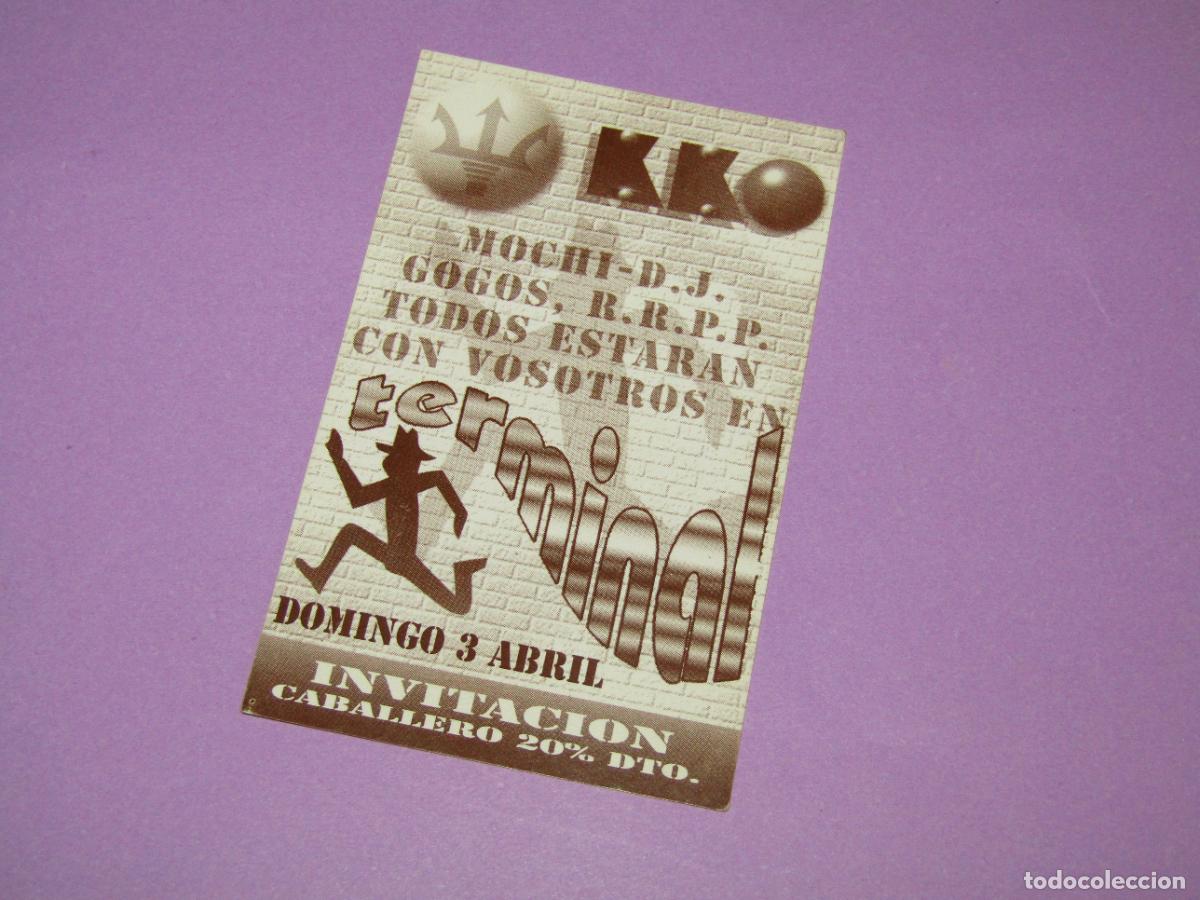 KKO
MOCHI-D.J.
GOGOS, R.R.P.P.
TODOS ESTARAN
CON VOSOTROS EN
terminal
DOMINGO 3 ABRIL
INVITACION
CABALLERO 20% DTO.
todocoleccion